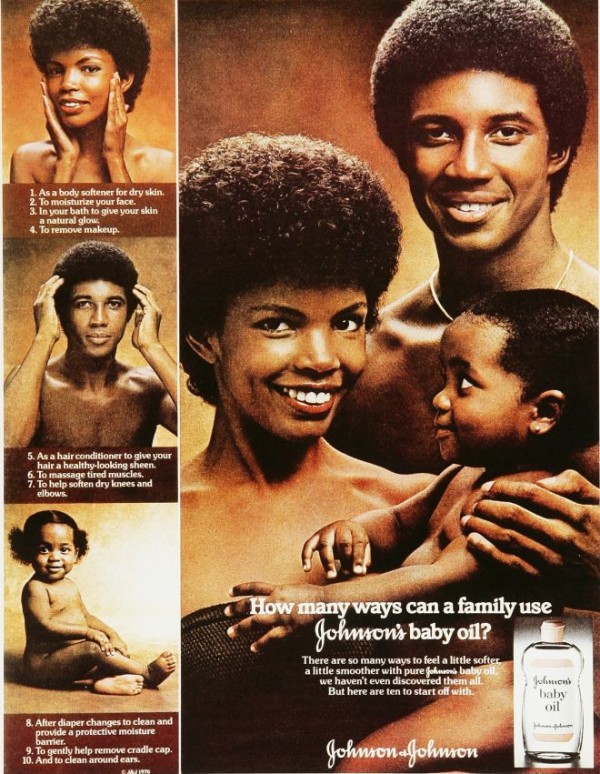 1. As a body softener for dry skin.
2. To moisturize your face.
3. In your bath to give your skin
a natural glow.
4. To remove makeup.
5. As a hair conditioner to give your
hair a healthy-looking sheen.
6. To massage tired muscles.
7. To help soften dry knees and
elbows.
8. After diaper changes to clean and
provide a protective moisture
barrier.
9. To gently help remove cradle cap.
10. And to clean around ears.
© J&J 1976
How many ways can a family use
Johnson's baby oil?
There are so many ways to feel a little softer,
a little smoother with pure Johnson's baby oil,
we haven't even discovered them all.
But here are ten to start off with.
Johnson's
baby
oil
Johnson & Johnson
Johnson & Johnson